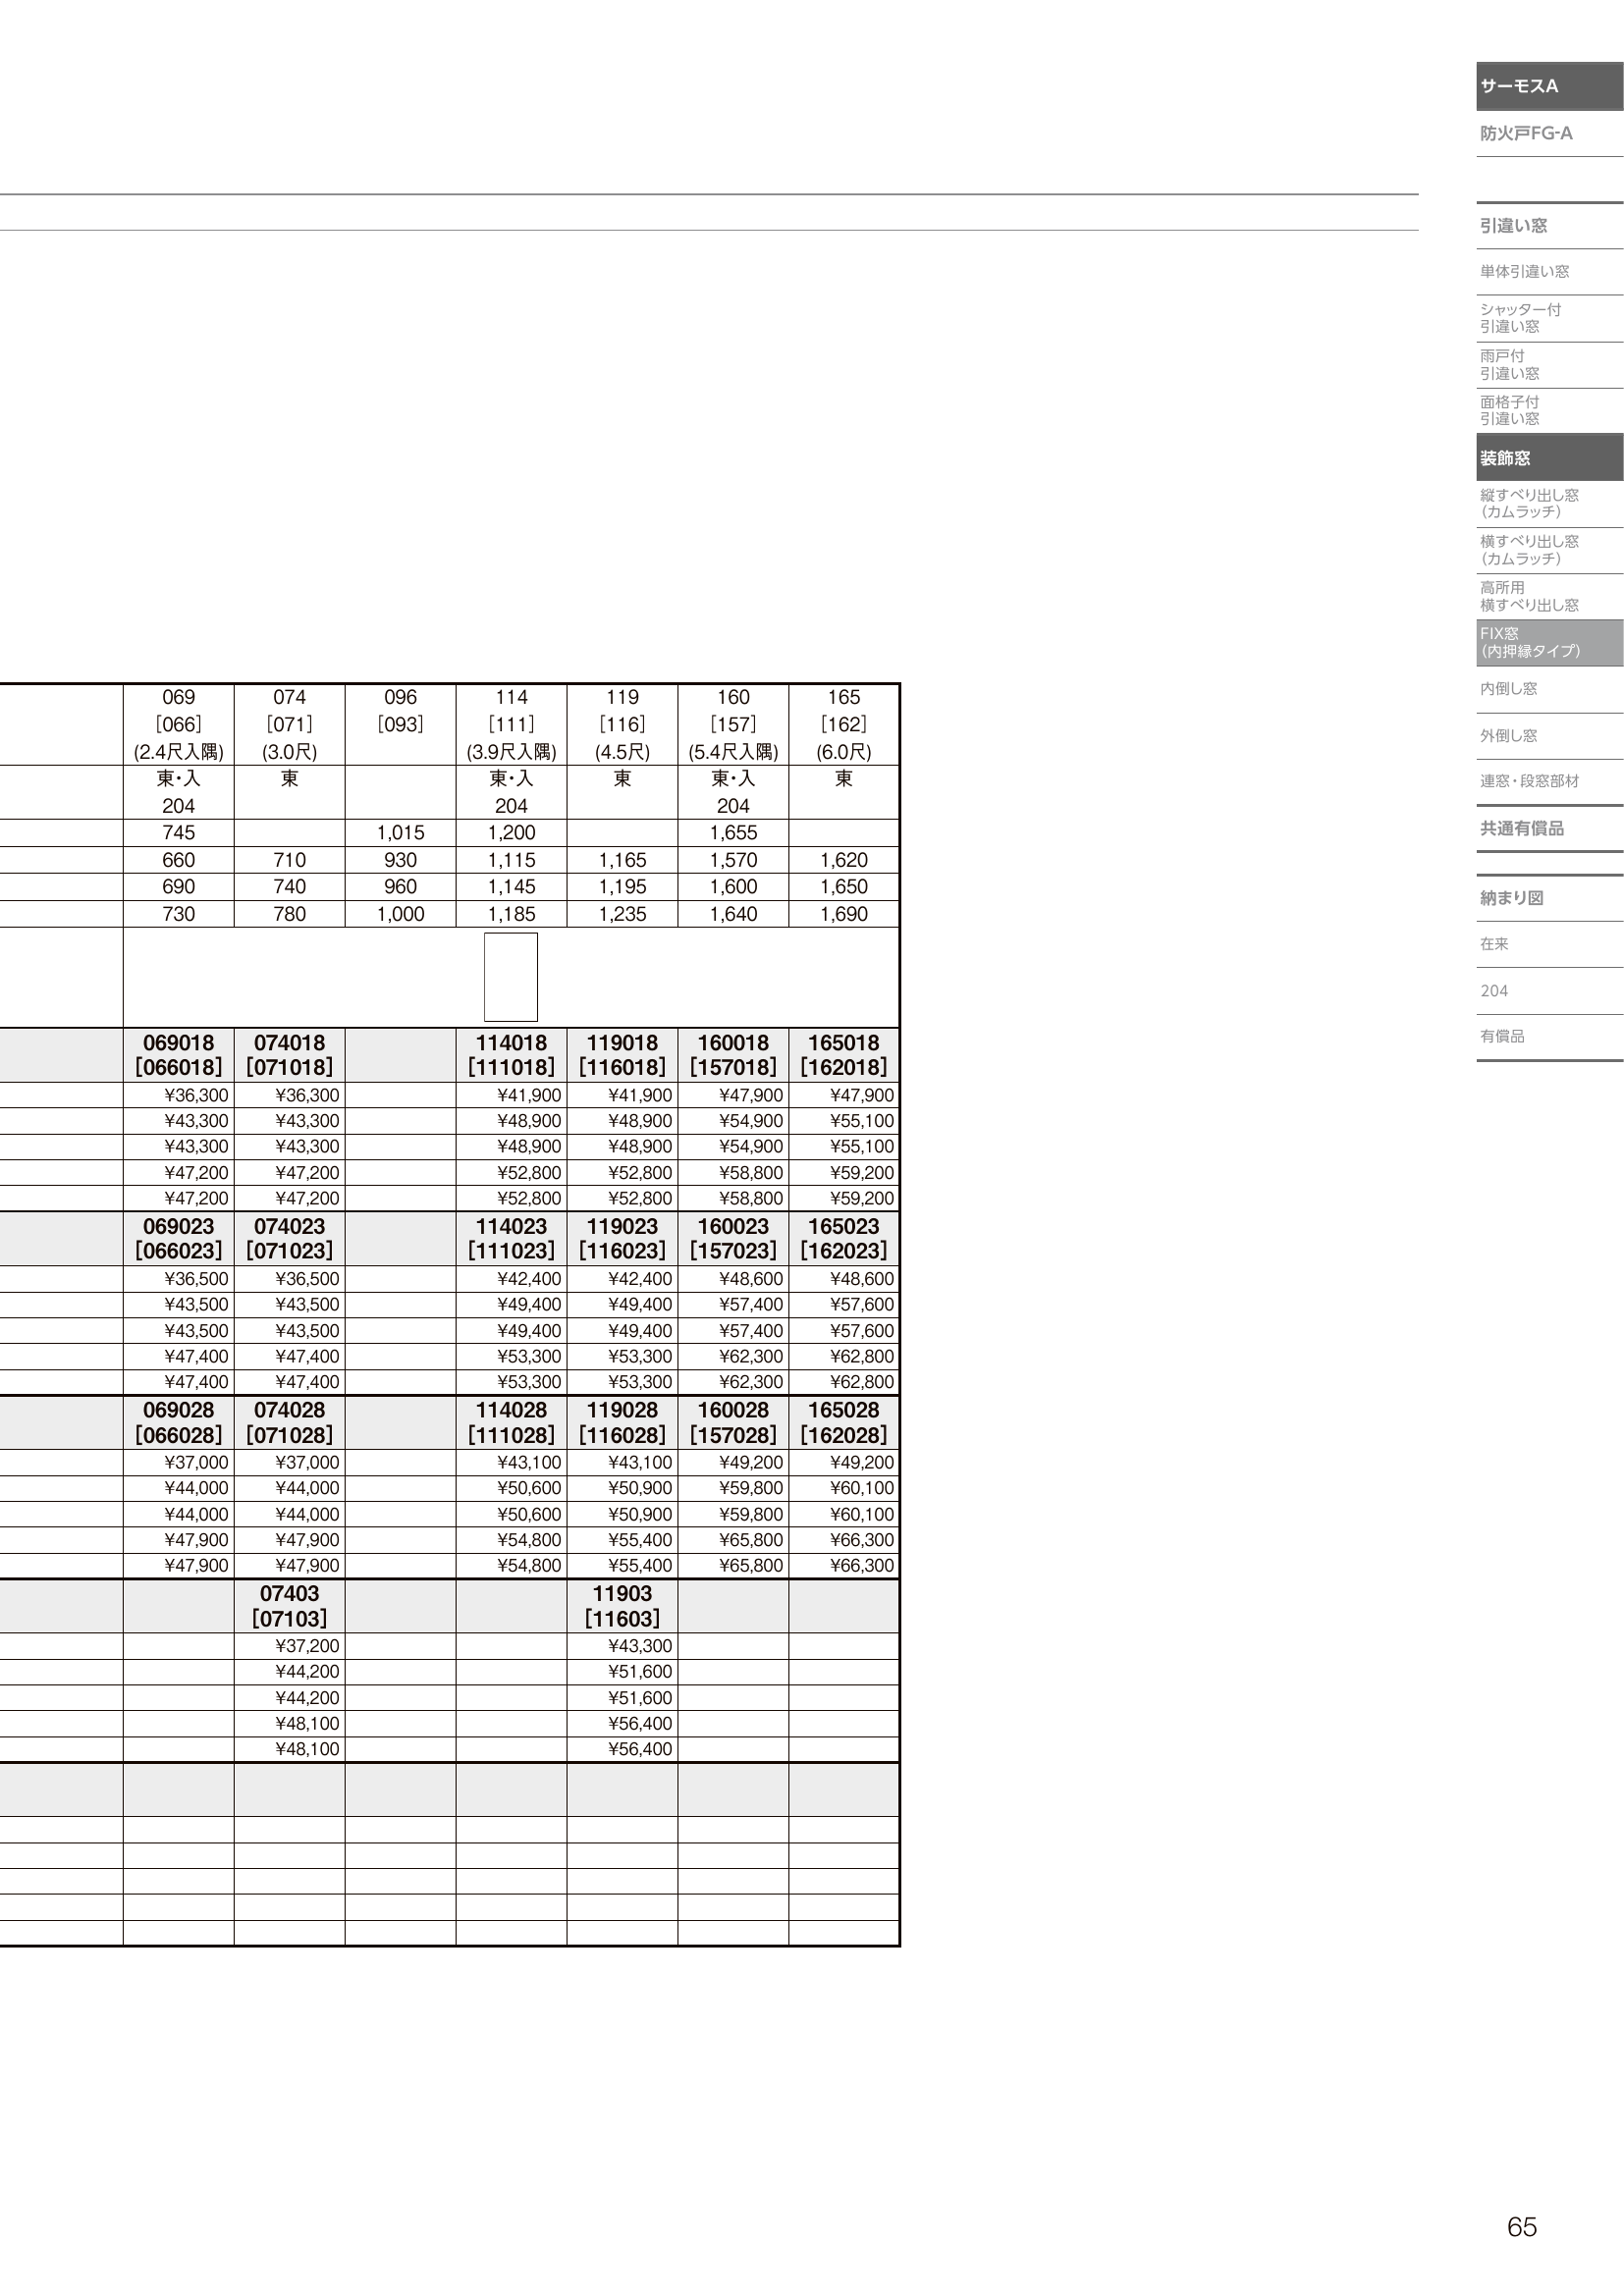 サーモスA
防火戸FG-A
引違い窓
単体引違い窓
シャッター付
引違い窓
雨戸付
引違い窓
面格子付
引違い窓
装飾窓
縦すべり出し窓
(カムラッチ)
横すべり出し窓
(カムラッチ)
高所用
横すべり出し窓
FIX窓
(内押縁タイプ)
内倒し窓
外倒し窓
連窓・段窓部材
共通有償品
納まり図
在来
204
有償品
069 074 096 114 119 160 165
[066] [071] [093] [111] [116] [157] [162]
(2.4尺入隅) (3.0尺) (3.9尺入隅) (4.5尺) (5.4尺入隅) (6.0尺)
東・入 東 東・入 東 東・入 東
204 204 204
745 1,015 1,200 1,655
660 710 930 1,115 1,165 1,570 1,620
690 740 960 1,145 1,195 1,600 1,650
730 780 1,000 1,185 1,235 1,640 1,690
069018 074018 114018 119018 160018 165018
[066018] [071018] [111018] [116018] [157018] [162018]
¥36,300 ¥36,300 ¥41,900 ¥41,900 ¥47,900 ¥47,900
¥43,300 ¥43,300 ¥48,900 ¥48,900 ¥54,900 ¥55,100
¥43,300 ¥43,300 ¥48,900 ¥48,900 ¥54,900 ¥55,100
¥47,200 ¥47,200 ¥52,800 ¥52,800 ¥58,800 ¥59,200
¥47,200 ¥47,200 ¥52,800 ¥52,800 ¥58,800 ¥59,200
069023 074023 114023 119023 160023 165023
[066023] [071023] [111023] [116023] [157023] [162023]
¥36,500 ¥36,500 ¥42,400 ¥42,400 ¥48,600 ¥48,600
¥43,500 ¥43,500 ¥49,400 ¥49,400 ¥57,400 ¥57,600
¥43,500 ¥43,500 ¥49,400 ¥49,400 ¥57,400 ¥57,600
¥47,400 ¥47,400 ¥53,300 ¥53,300 ¥62,300 ¥62,800
¥47,400 ¥47,400 ¥53,300 ¥53,300 ¥62,300 ¥62,800
069028 074028 114028 119028 160028 165028
[066028] [071028] [111028] [116028] [157028] [162028]
¥37,000 ¥37,000 ¥43,100 ¥43,100 ¥49,200 ¥49,200
¥44,000 ¥44,000 ¥50,600 ¥50,900 ¥59,800 ¥60,100
¥44,000 ¥44,000 ¥50,600 ¥50,900 ¥59,800 ¥60,100
¥47,900 ¥47,900 ¥54,800 ¥55,400 ¥65,800 ¥66,300
¥47,900 ¥47,900 ¥54,800 ¥55,400 ¥65,800 ¥66,300
07403 11903
[07103] [11603]
¥37,200 ¥43,300
¥44,200 ¥51,600
¥44,200 ¥51,600
¥48,100 ¥56,400
¥48,100 ¥56,400
65